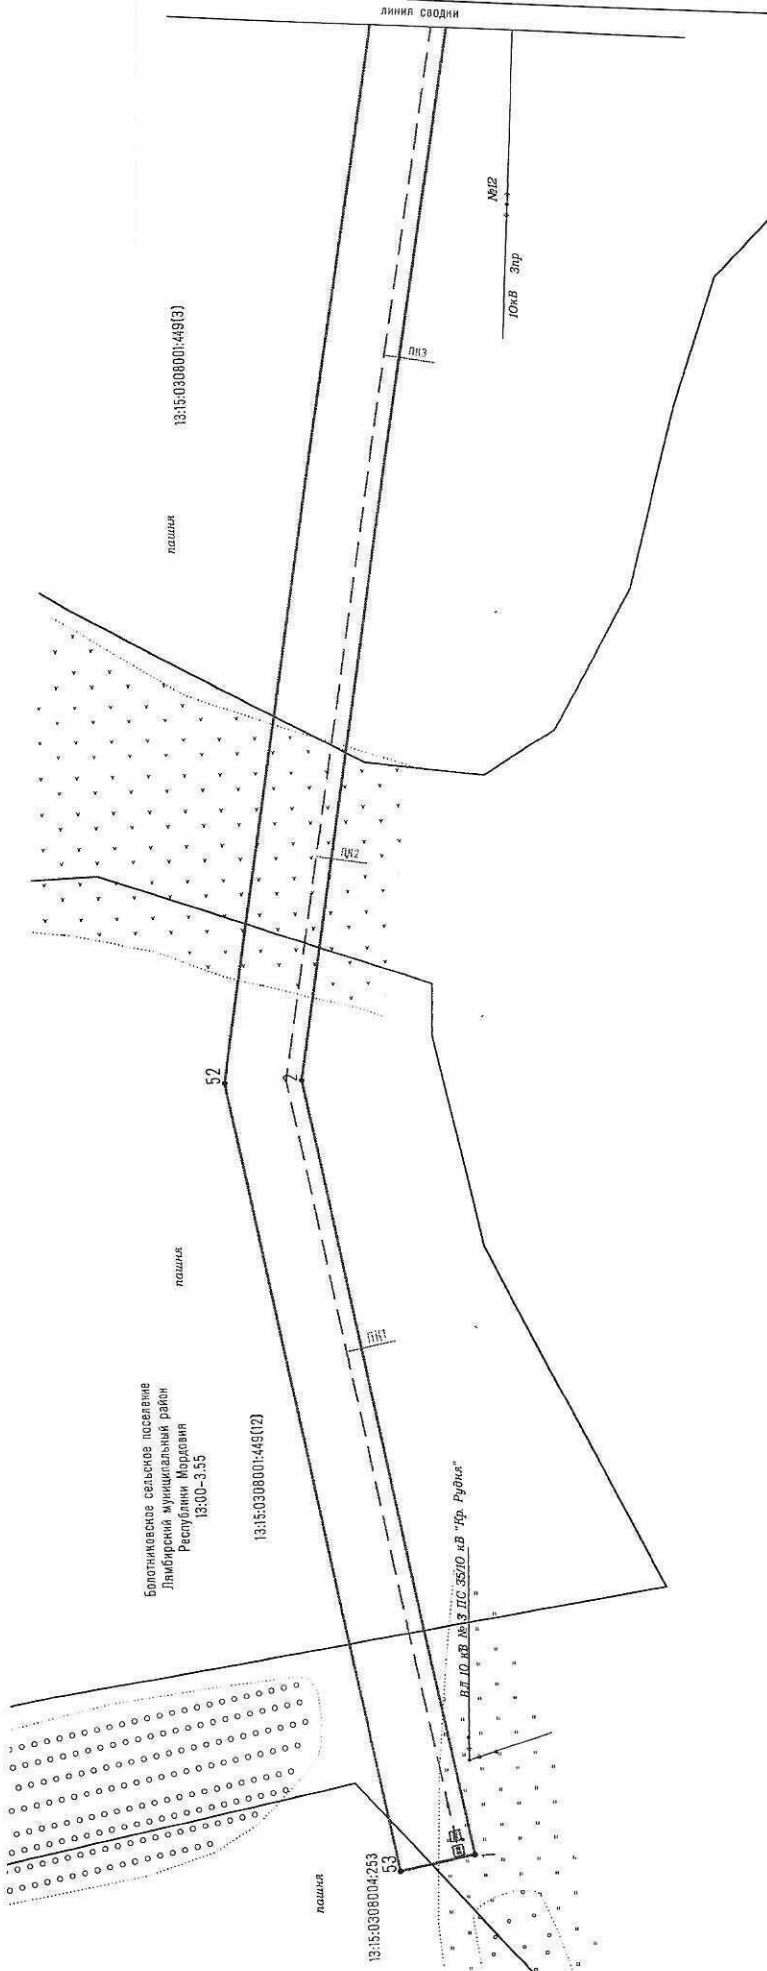 ЛИНИЯ СВОДКИ
№12
10кВ 3пр
13:15:0308001:449(3)
ПК3
пашня
ПК2
52
2
пашня
Болотниковское сельское поселение
Лямбирский муниципальный район
Республики Мордовия
13:00-3.55
13:15:0308001:449(12)
ВЛ 10 кВ №3 ПС 35/10 кВ "Кр. Рудня"
13:15:0308004:253
53
1
пашня